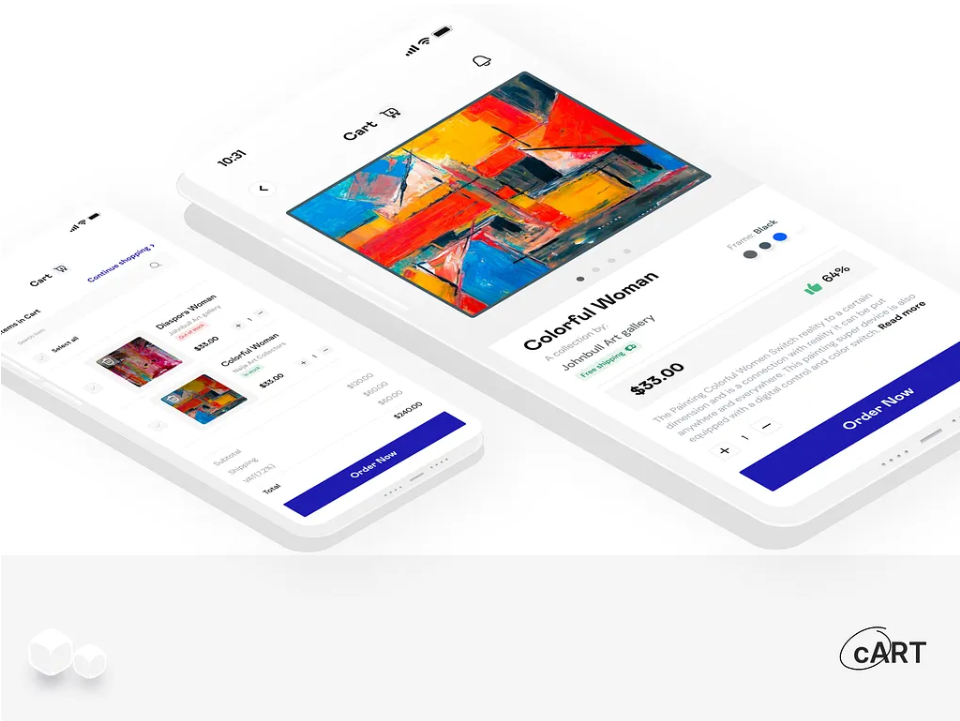 Continue shopping ›
Cart
Items in Cart
Search item
Select all
Diaspora Woman
Johnbull Art gallery
Out of stock
$33.00
+ 1 −
Colorful Woman
Naija Art Collectors
In stock
$33.00
+ 1 −
Subtotal $120.00
Shipping $60.00
VAT(7.2%) $60.00
Total $240.00
Order Now
10:31
Cart
Colorful Woman
A collection by:
Johnbull Art gallery
Free shipping
Frame: Black
$33.00
64%
The Painting Colorful Women Switch reality to a certain
dimension and is a connection with reality it can be put
anywhere and everywhere. This painting super device is also
equipped with a digital control and color switch. Read more
+ 1 −
Order Now
cART